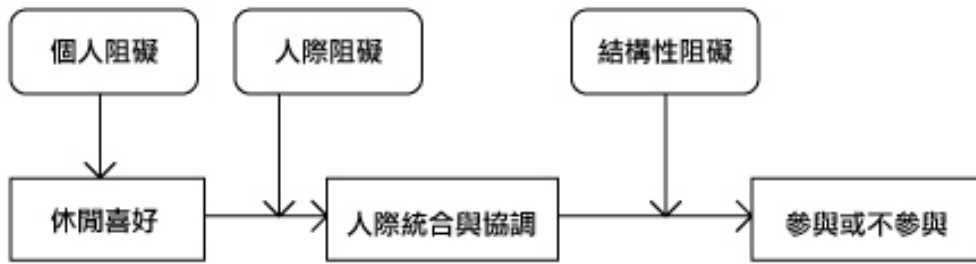 個人阻礙
人際阻礙
結構性阻礙
休閒喜好
人際統合與協調
參與或不參與